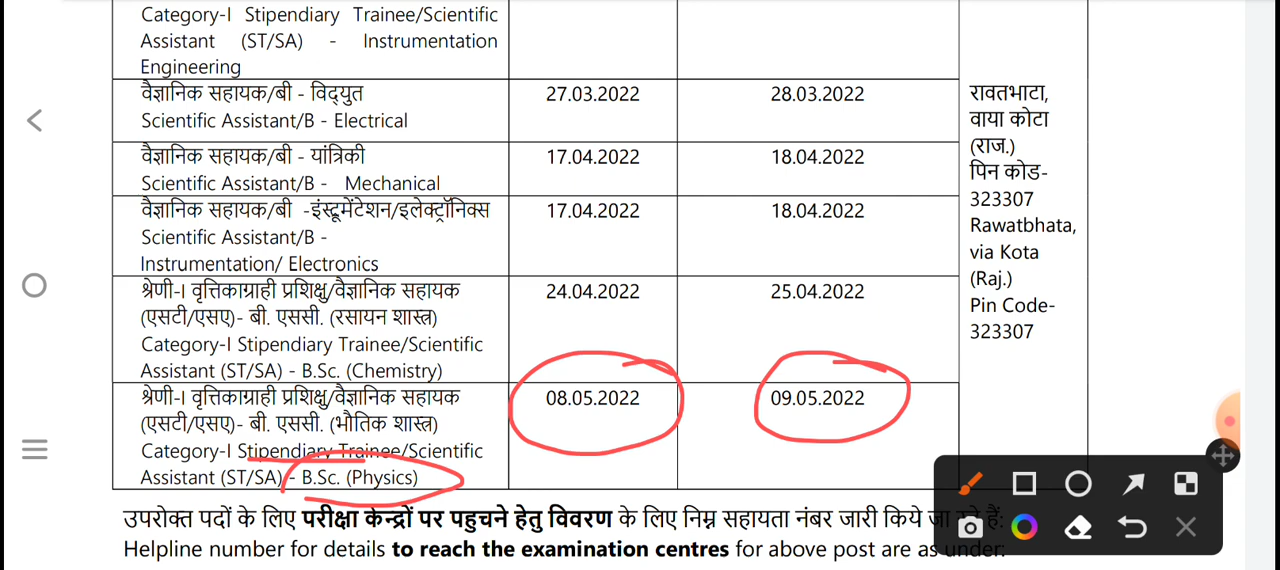 Category-I Stipendiary Trainee/Scientific
Assistant (ST/SA) - Instrumentation
Engineering
वैज्ञानिक सहायक/बी - विद्युत
Scientific Assistant/B - Electrical
27.03.2022
28.03.2022
वैज्ञानिक सहायक/बी - यांत्रिकी
Scientific Assistant/B - Mechanical
17.04.2022
18.04.2022
वैज्ञानिक सहायक/बी -इंस्ट्रूमेंटेशन/इलेक्ट्रॉनिक्स
Scientific Assistant/B -
Instrumentation/ Electronics
17.04.2022
18.04.2022
श्रेणी-I वृत्तिकाग्राही प्रशिक्षु/वैज्ञानिक सहायक
(एसटी/एसए)- बी. एससी. (रसायन शास्त्र)
Category-I Stipendiary Trainee/Scientific
Assistant (ST/SA) - B.Sc. (Chemistry)
24.04.2022
25.04.2022
श्रेणी-I वृत्तिकाग्राही प्रशिक्षु/वैज्ञानिक सहायक
(एसटी/एसए)- बी. एससी. (भौतिक शास्त्र)
Category-I Stipendiary Trainee/Scientific
Assistant (ST/SA) - B.Sc. (Physics)
08.05.2022
09.05.2022
रावतभाटा,
वाया कोटा
(राज.)
पिन कोड-
323307
Rawatbhata,
via Kota
(Raj.)
Pin Code-
323307
उपरोक्त पदों के लिए परीक्षा केन्द्रों पर पहुचने हेतु विवरण के लिए निम्न सहायता नंबर जारी किये जा रहे हैं:
Helpline number for details to reach the examination centres for above post are as under: